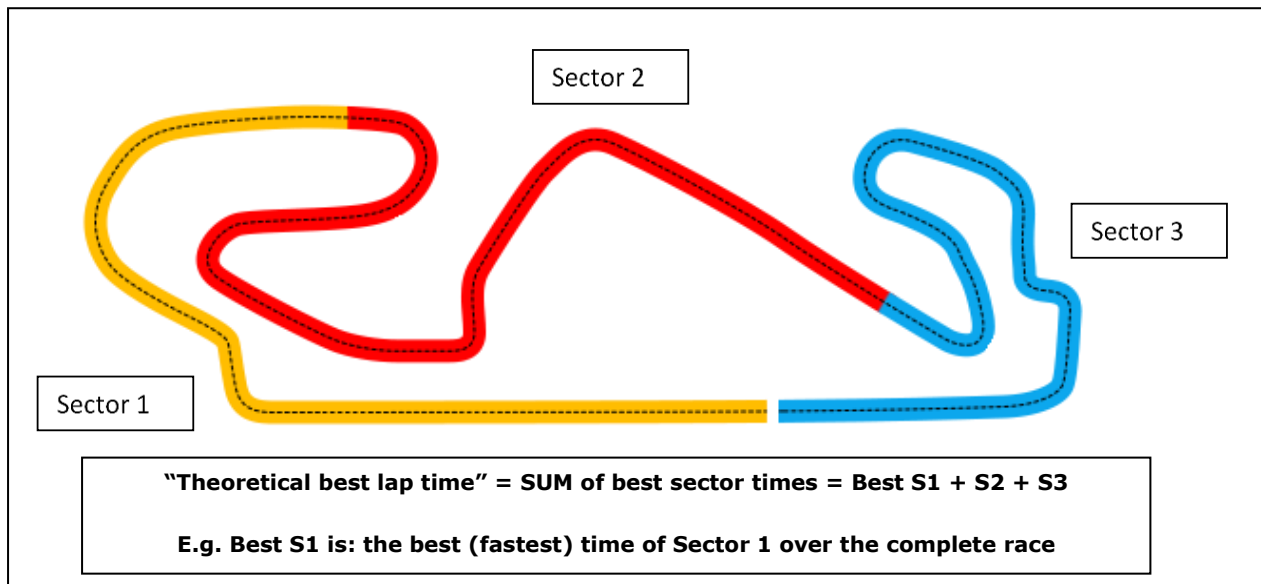 Sector 2
Sector 3
Sector 1
“Theoretical best lap time” = SUM of best sector times = Best S1 + S2 + S3
E.g. Best S1 is: the best (fastest) time of Sector 1 over the complete race